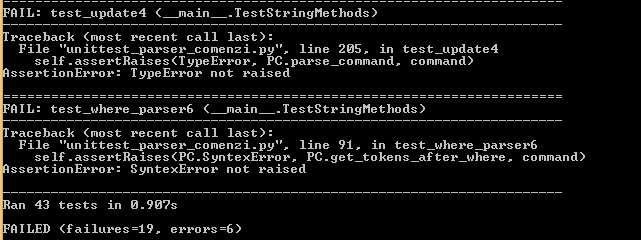 FAIL: test_update4 (__main__.TestStringMethods)
----------------------------------------------------------------------
Traceback (most recent call last):
  File "unittest_parser_comenzi.py", line 205, in test_update4
    self.assertRaises(TypeError, PC.parse_command, command)
AssertionError: TypeError not raised
======================================================================
FAIL: test_where_parser6 (__main__.TestStringMethods)
----------------------------------------------------------------------
Traceback (most recent call last):
  File "unittest_parser_comenzi.py", line 91, in test_where_parser6
    self.assertRaises(PC.SyntexError, PC.get_tokens_after_where, command)
AssertionError: SyntexError not raised
----------------------------------------------------------------------
Ran 43 tests in 0.907s
FAILED (failures=19, errors=6)